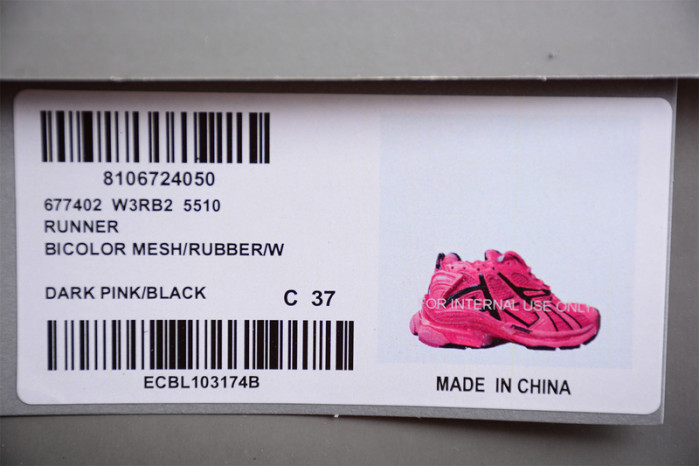 8106724050
677402 W3RB2 5510
RUNNER
BICOLOR MESH/RUBBER/W
DARK PINK/BLACK C 37
ECBL103174B
FOR INTERNAL USE ONLY
MADE IN CHINA